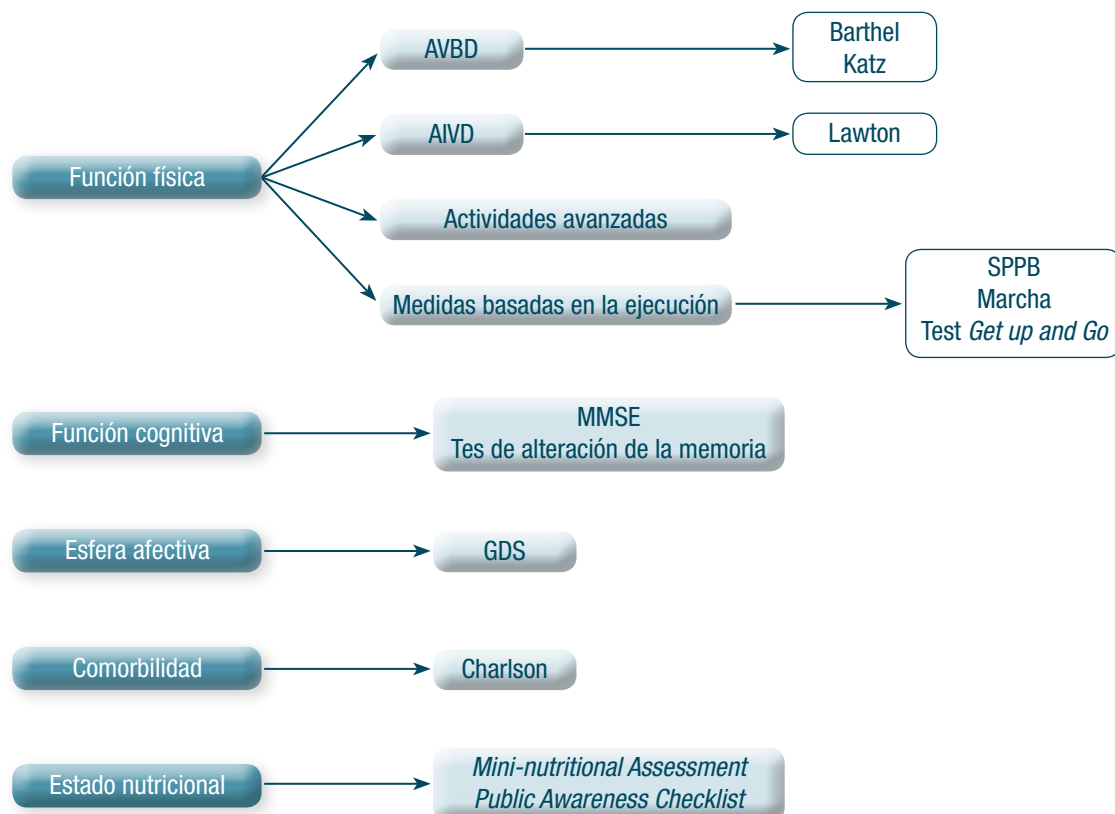 Función física
AVBD
Barthel
Katz
AIVD
Lawton
Actividades avanzadas
Medidas basadas en la ejecución
SPPB
Marcha
Test Get up and Go
Función cognitiva
MMSE
Tes de alteración de la memoria
Esfera afectiva
GDS
Comorbilidad
Charlson
Estado nutricional
Mini-nutritional Assessment
Public Awareness Checklist